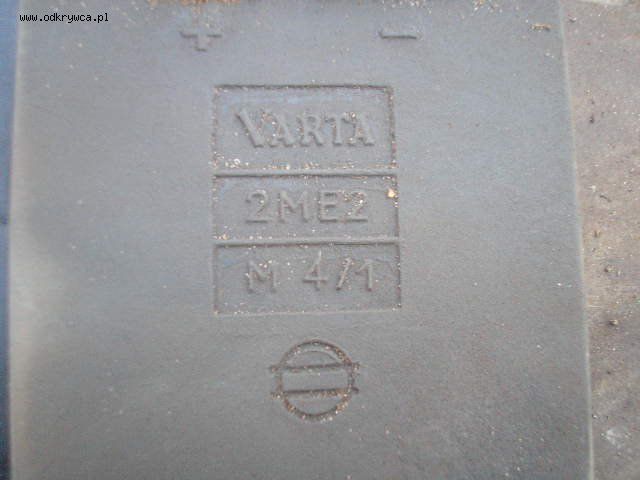 www.odkrywca.pl
+ −
VARTA
2ME2
M 4/1